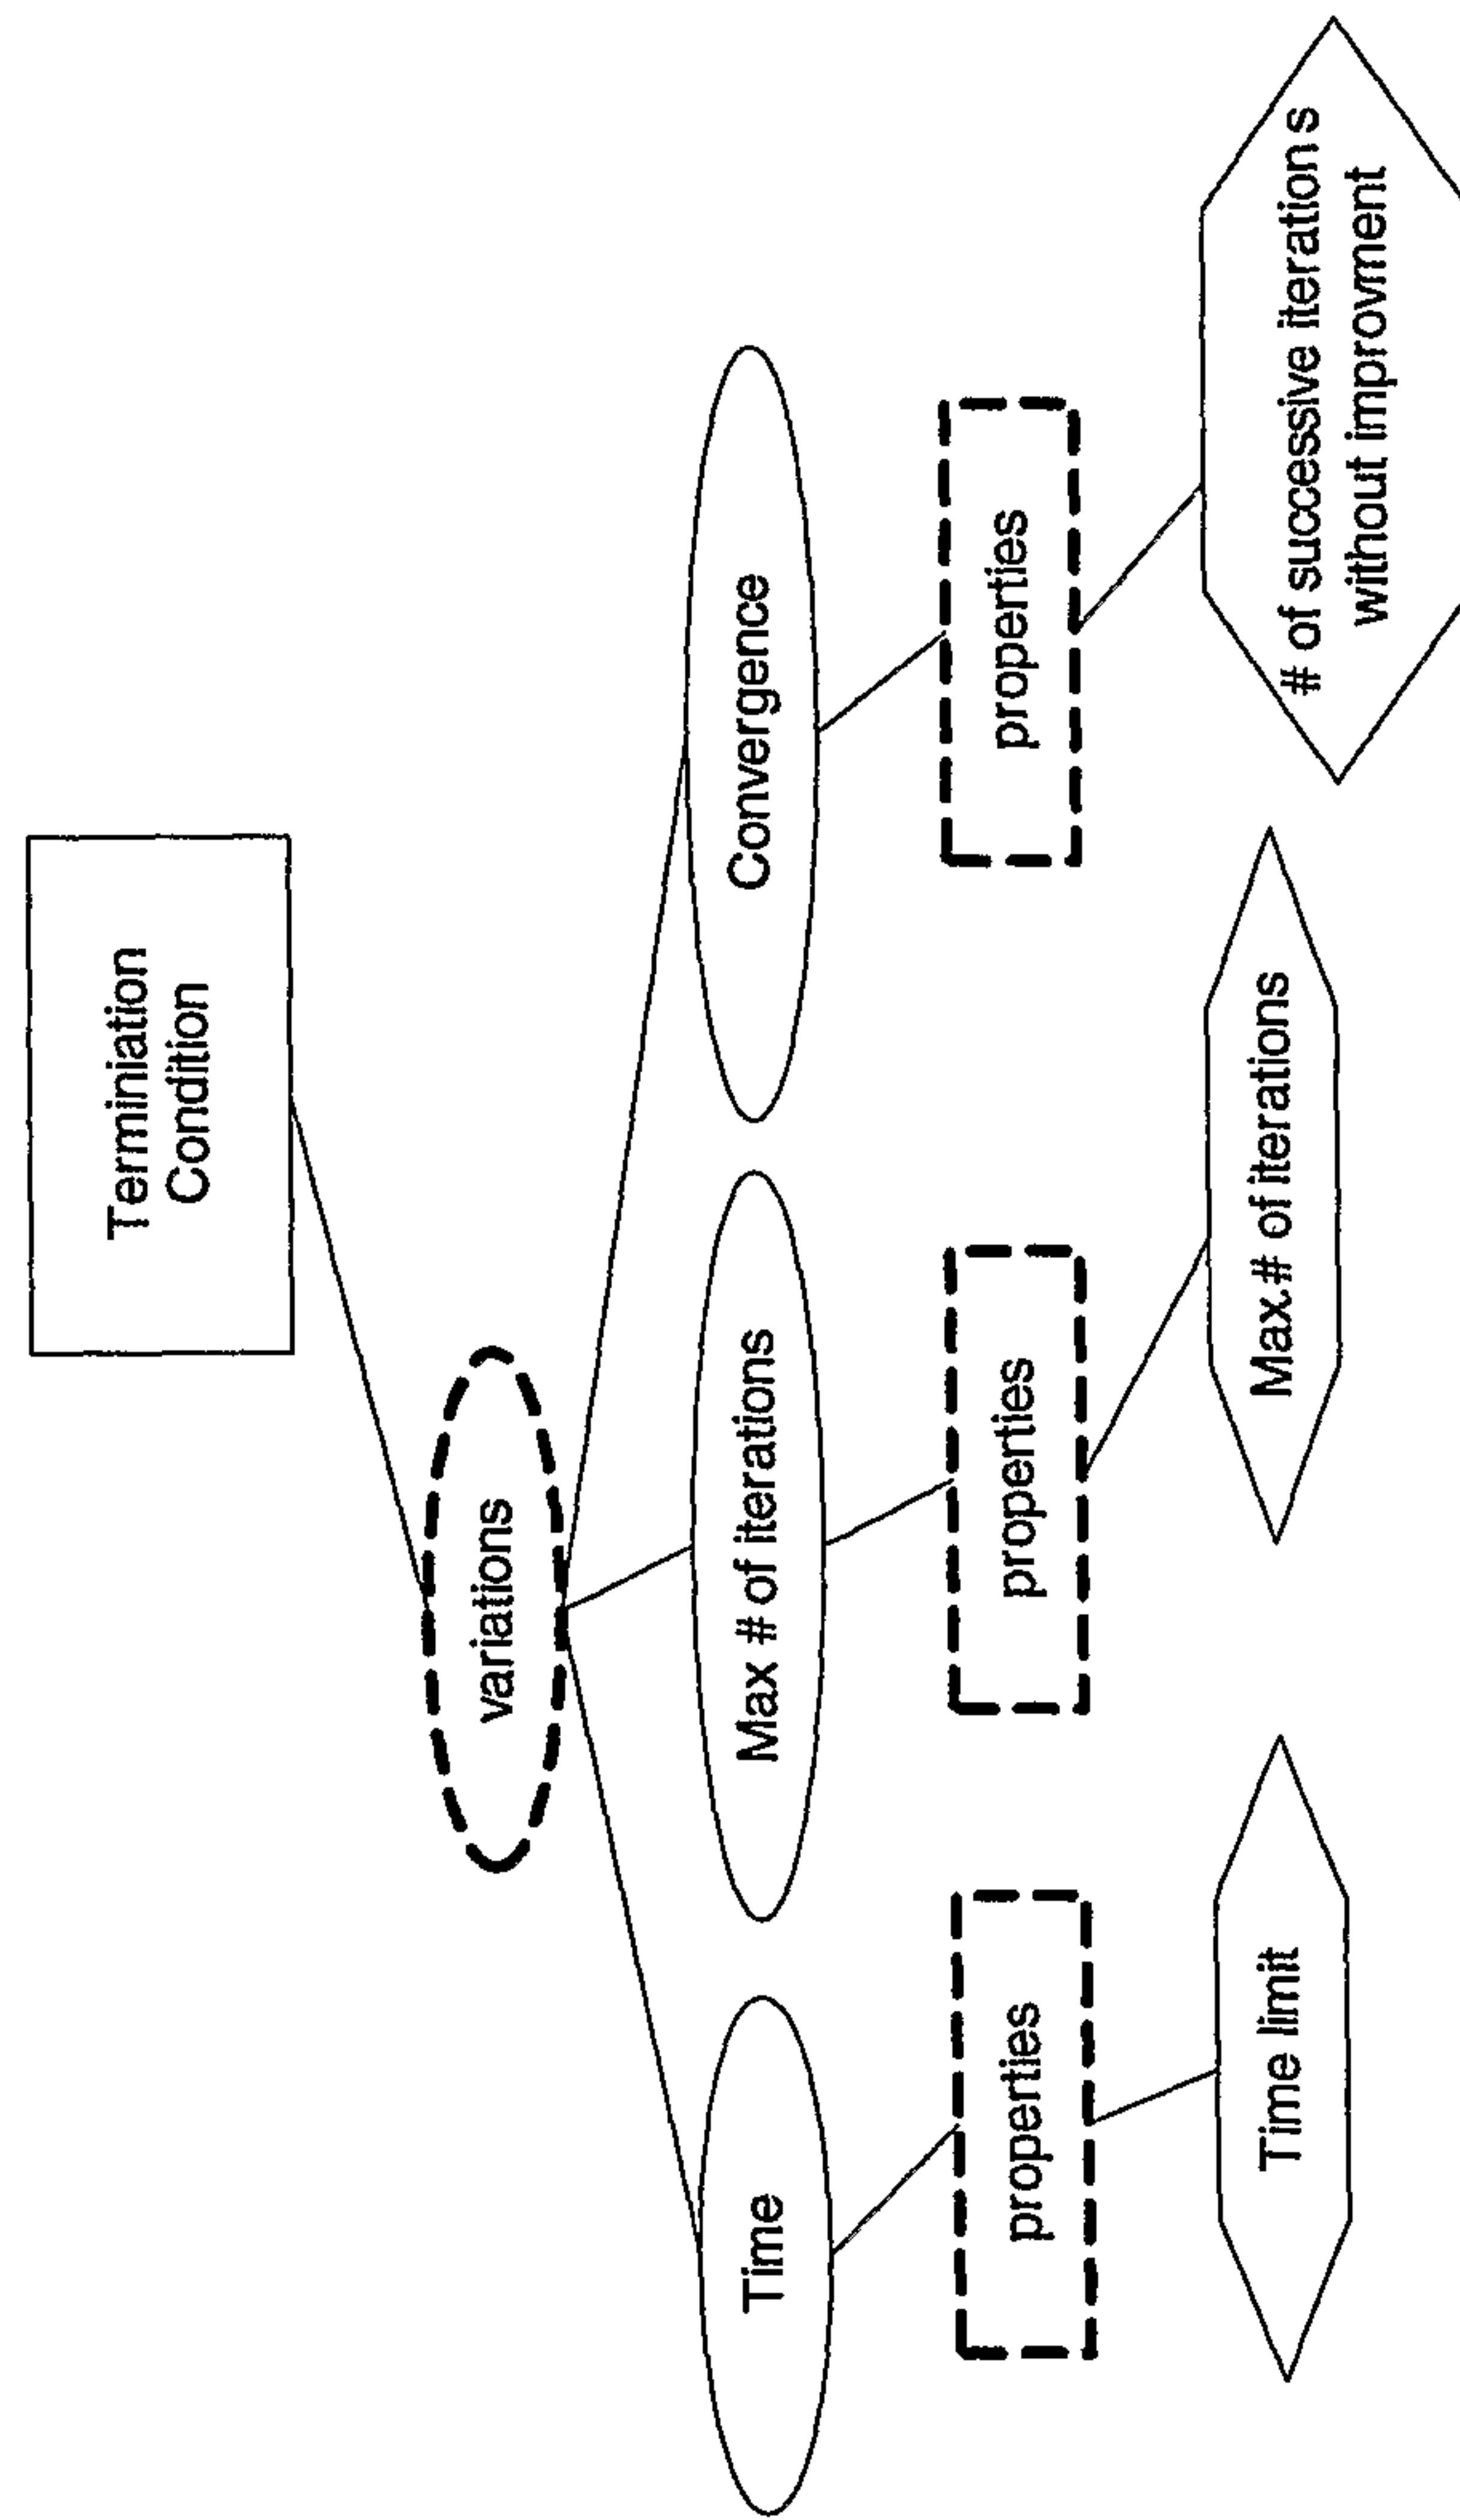 Terminiation
Condition
variations
Time
Max # of iterations
Convergence
properties
properties
properties
Time limit
Max.# of iterations
# of successive iterations
without improvment